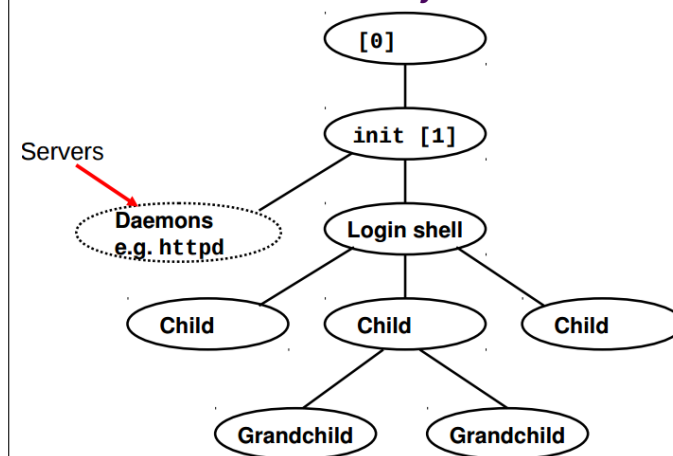 [0]
init [1]
Servers
Daemons
e.g. httpd
Login shell
Child
Child
Child
Grandchild
Grandchild